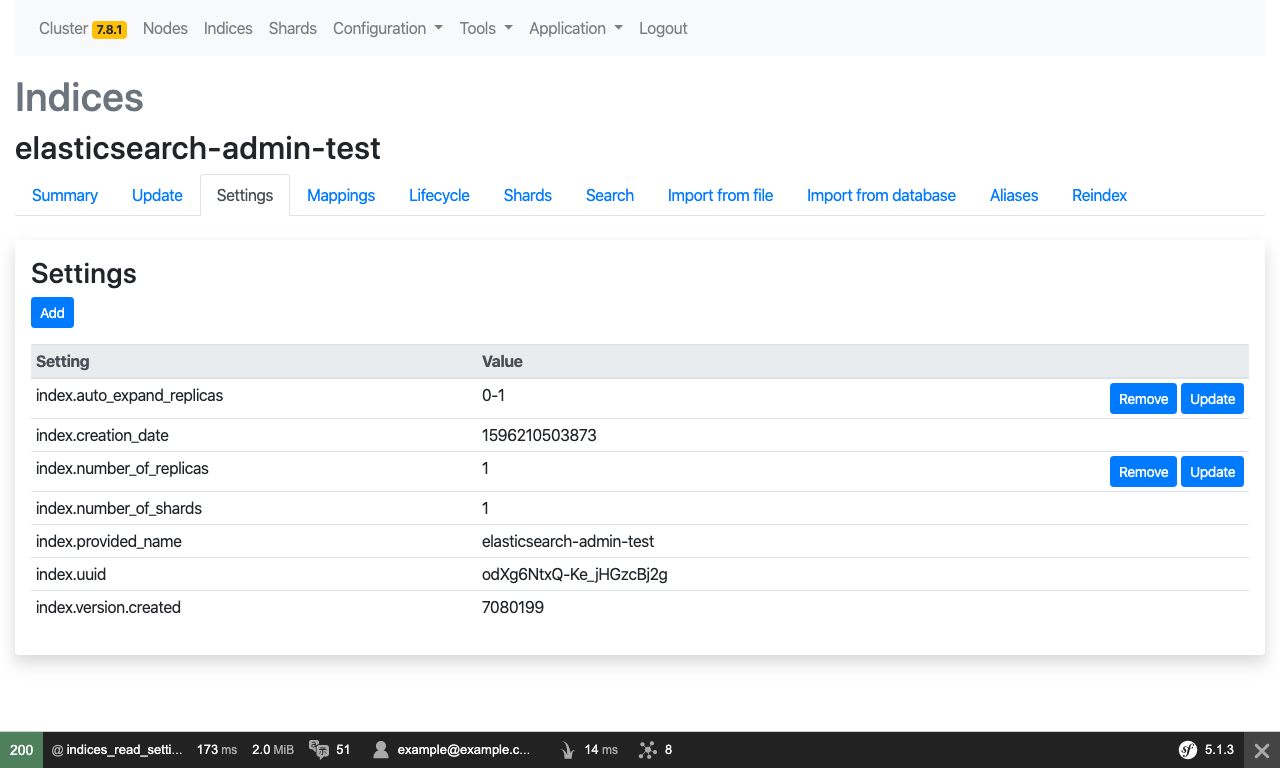 Cluster 7.8.1 Nodes Indices Shards Configuration Tools Application Logout
Indices
elasticsearch-admin-test
Summary Update Settings Mappings Lifecycle Shards Search Import from file Import from database Aliases Reindex
Settings
Add
Setting Value
index.auto_expand_replicas 0-1 Remove Update
index.creation_date 1596210503873
index.number_of_replicas 1 Remove Update
index.number_of_shards 1
index.provided_name elasticsearch-admin-test
index.uuid odXg6NtxQ-Ke_jHGzcBj2g
index.version.created 7080199
200 @ indices_read_setti... 173 ms 2.0 MiB 51 example@example.c... 14 ms 8 sf 5.1.3